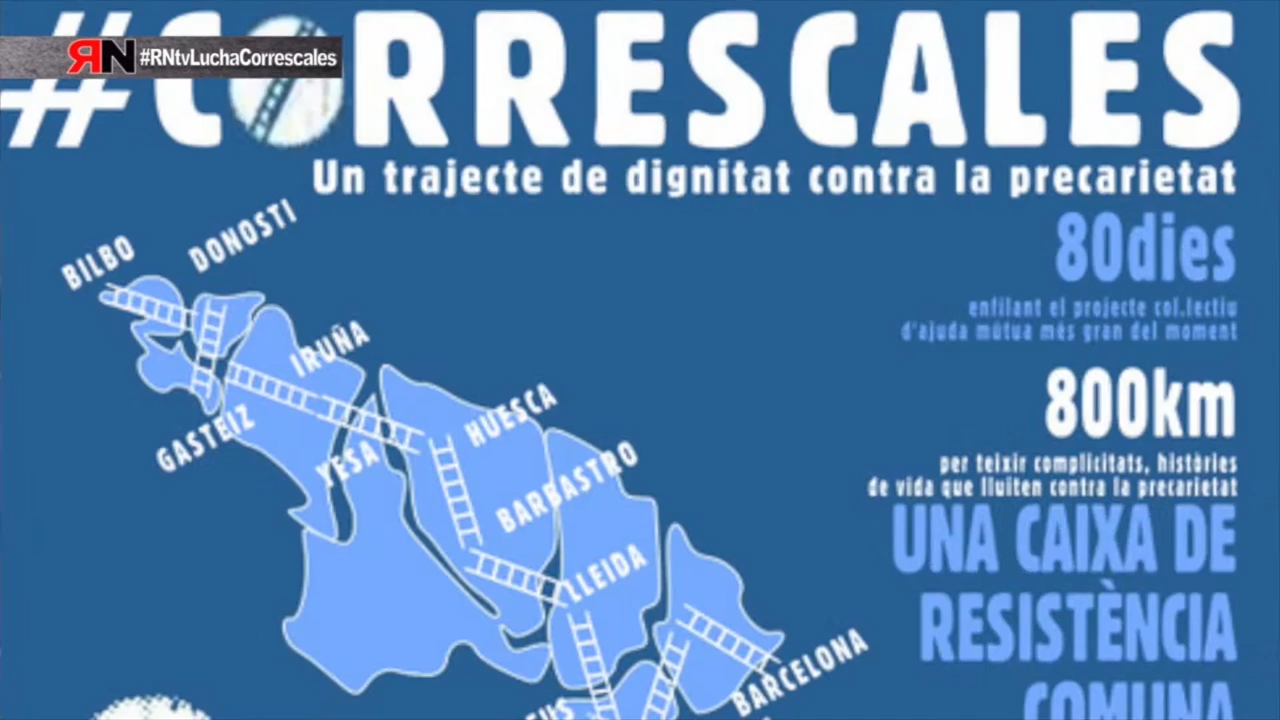 #CORRESCALES
RN #RNtvLuchaCorrescales
Un trajecte de dignitat contra la precarietat
80dies
enfilant el projecte col.lectiu
d'ajuda mútua més gran del moment
800km
per teixir complicitats, històries
de vida que lluiten contra la precarietat
UNA CAIXA DE
RESISTÈNCIA
COMUNA
BILBO
DONOSTI
IRUÑA
GASTEIZ
YESA
HUESCA
BARBASTRO
LLEIDA
BARCELONA